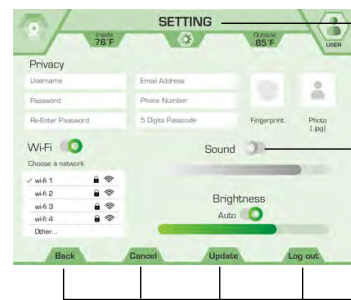 SETTING
Inside
76°F
Outside
85°F
USER
Privacy
Username
Email Address
Password
Phone Number
Re-Enter Password
5 Digits Passcode
Fingerprint
Photo
(.jpg)
Wi-Fi
Sound
Choose a network
✓ wi-fi 1
wi-fi 2
wi-fi 3
wi-fi 4
Other...
Brightness
Auto
Back
Cancel
Update
Log out